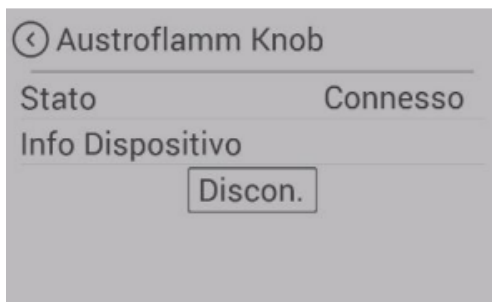 Austroflamm Knob
Stato Connesso
Info Dispositivo
Discon.